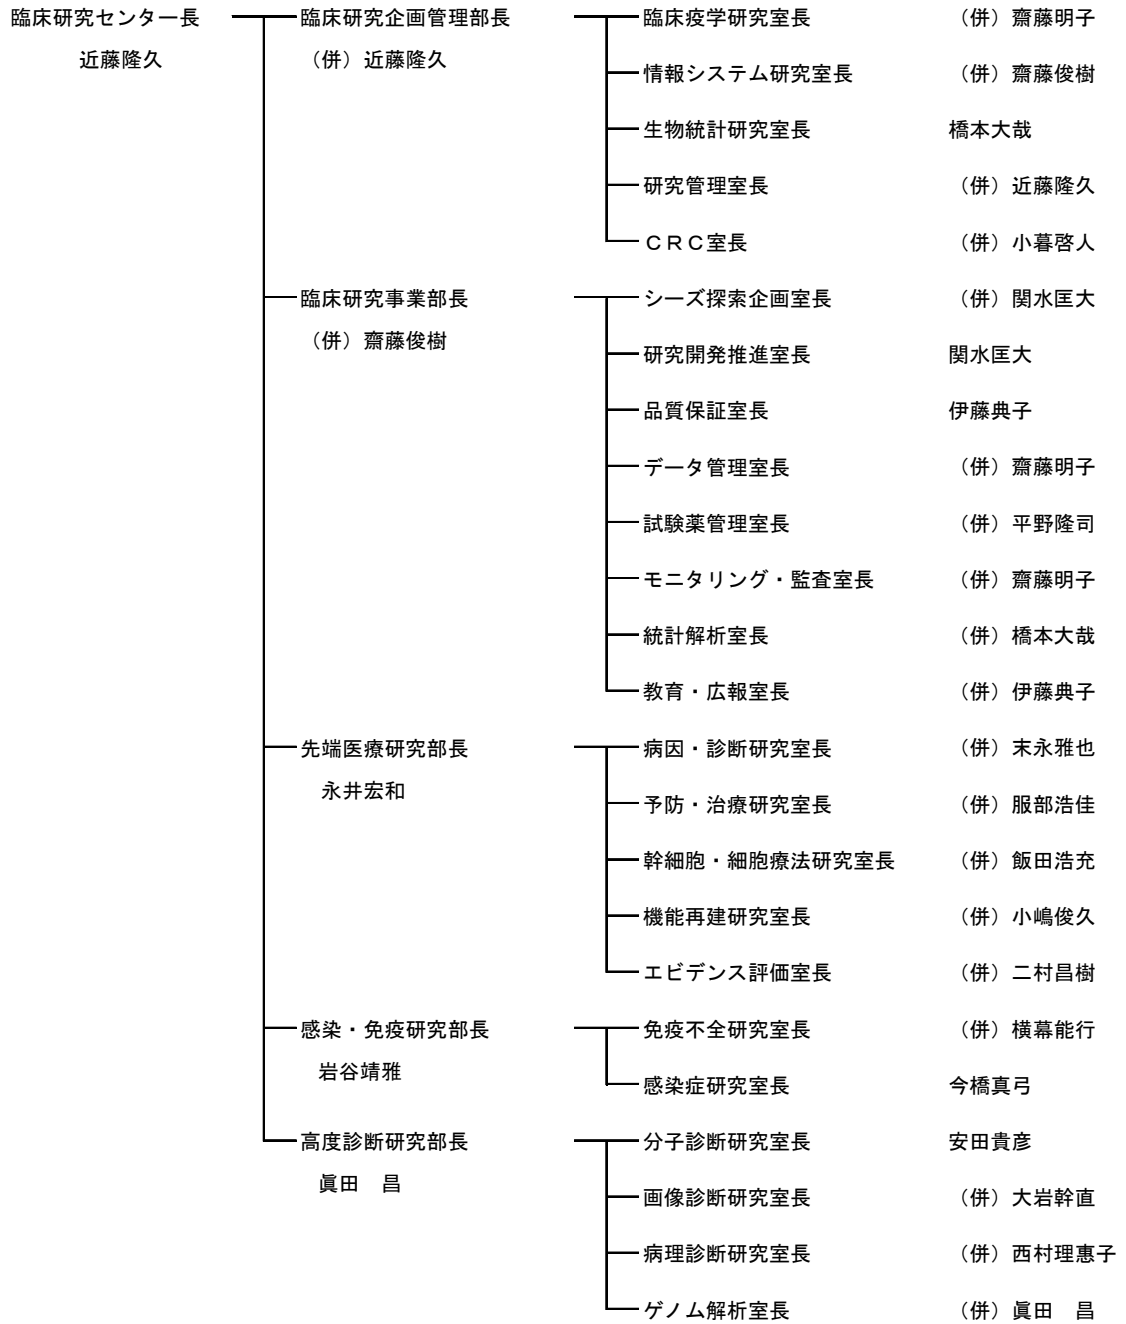 臨床研究センター長 臨床研究企画管理部長 臨床疫学研究室長 （併）齋藤明子
近藤隆久 （併）近藤隆久
情報システム研究室長 （併）齋藤俊樹
生物統計研究室長 橋本大哉
研究管理室長 （併）近藤隆久
ＣＲＣ室長 （併）小暮啓人
臨床研究事業部長 シーズ探索企画室長 （併）関水匡大
（併）齋藤俊樹
研究開発推進室長 関水匡大
品質保証室長 伊藤典子
データ管理室長 （併）齋藤明子
試験薬管理室長 （併）平野隆司
モニタリング・監査室長 （併）齋藤明子
統計解析室長 （併）橋本大哉
教育・広報室長 （併）伊藤典子
先端医療研究部長 病因・診断研究室長 （併）末永雅也
永井宏和
予防・治療研究室長 （併）服部浩佳
幹細胞・細胞療法研究室長 （併）飯田浩充
機能再建研究室長 （併）小嶋俊久
エビデンス評価室長 （併）二村昌樹
感染・免疫研究部長 免疫不全研究室長 （併）横幕能行
岩谷靖雅
感染症研究室長 今橋真弓
高度診断研究部長 分子診断研究室長 安田貴彦
眞田　昌
画像診断研究室長 （併）大岩幹直
病理診断研究室長 （併）西村理惠子
ゲノム解析室長 （併）眞田　昌